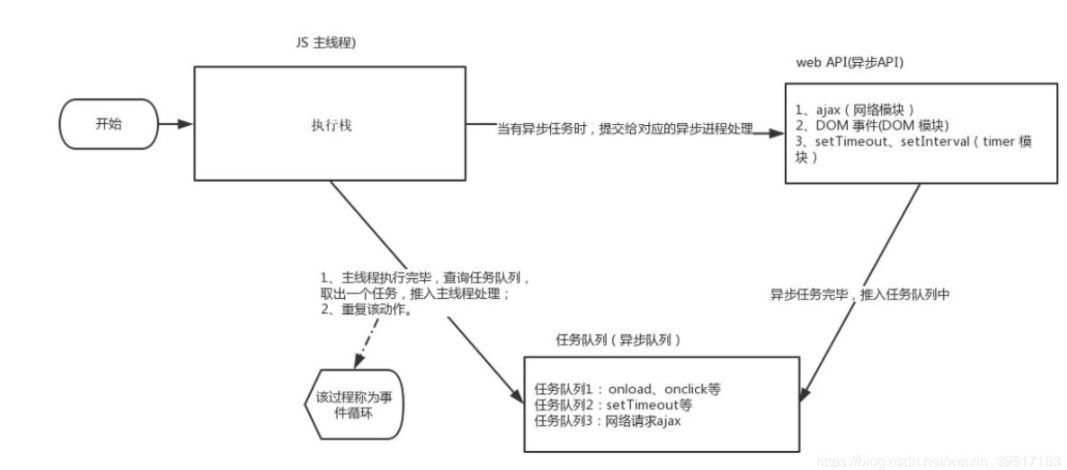 JS 主线程)
web API(异步API)
开始
执行栈
当有异步任务时，提交给对应的异步进程处理
1、ajax（网络模块）
2、DOM 事件(DOM 模块)
3、setTimeout、setInterval（timer 模
块）
1、主线程执行完毕，查询任务队列，
取出一个任务，推入主线程处理；
2、重复该动作。
异步任务完毕，推入任务队列中
任务队列（异步队列）
任务队列1：onload、onclick等
任务队列2：setTimeout等
任务队列3：网络请求ajax
该过程称为事
件循环
https://blog.csdn.net/weixin_39517183